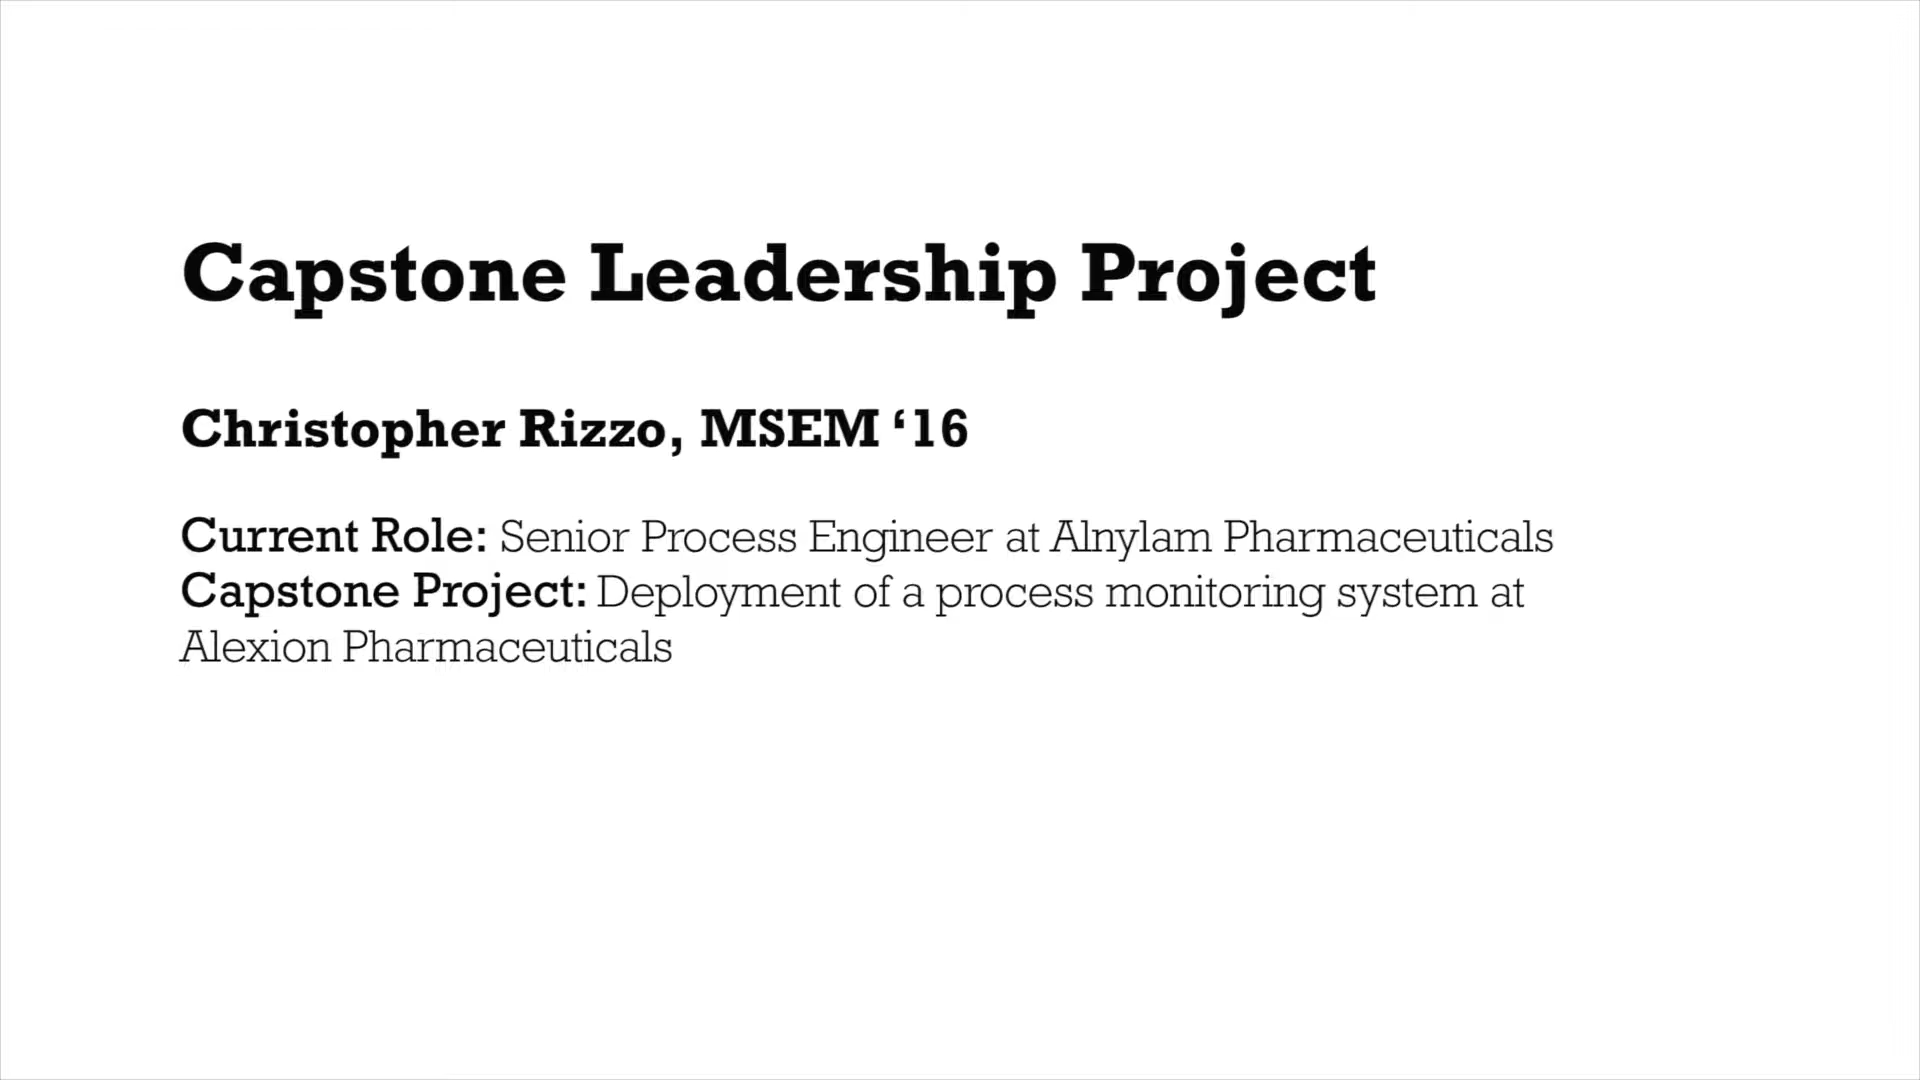 Capstone Leadership Project
Christopher Rizzo, MSEM ‘16
Current Role: Senior Process Engineer at Alnylam Pharmaceuticals
Capstone Project: Deployment of a process monitoring system at
Alexion Pharmaceuticals